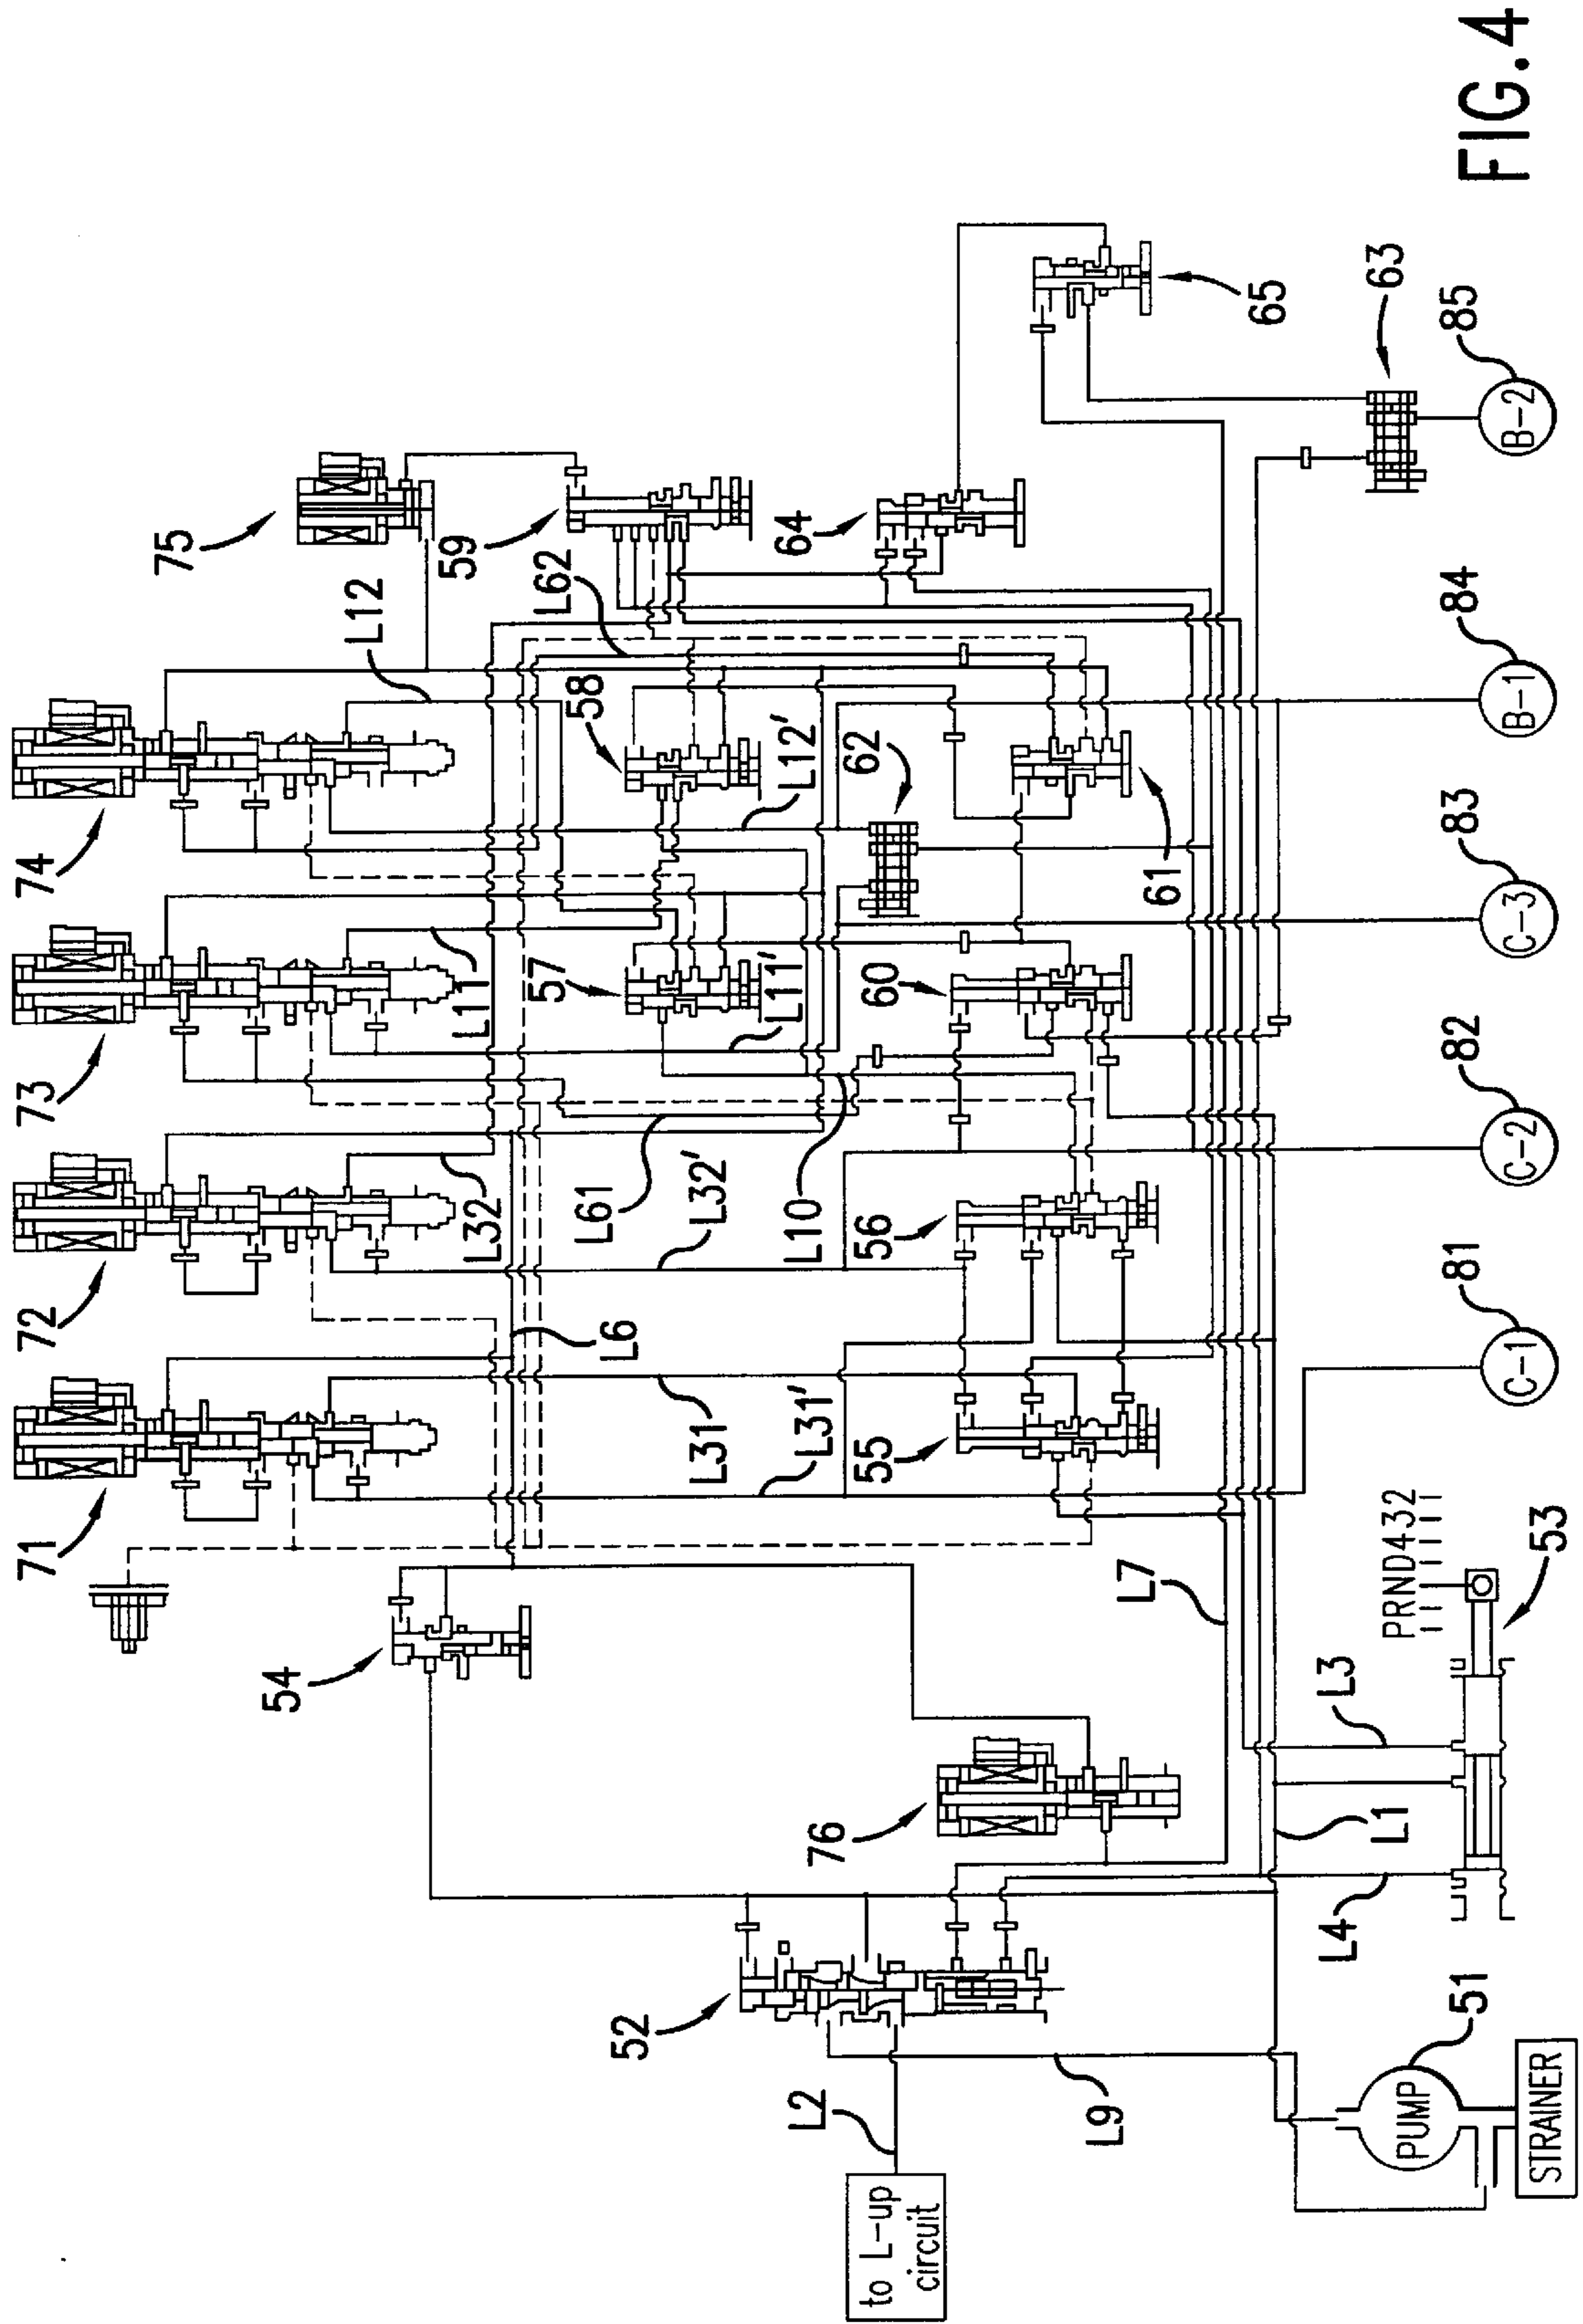 71
72
73
74
75
54
L6
L32
L11
L12
59
L31
L61
57
58
L62
L31'
L32'
L11'
L12'
64
52
76
55
56
L10
60
62
61
65
to L-up
circuit
L2
L9
L7
PUMP
51
STRAINER
L4
L1
L3
PRND432
53
C-1
81
C-2
82
C-3
83
B-1
84
B-2
85
63
FIG.4